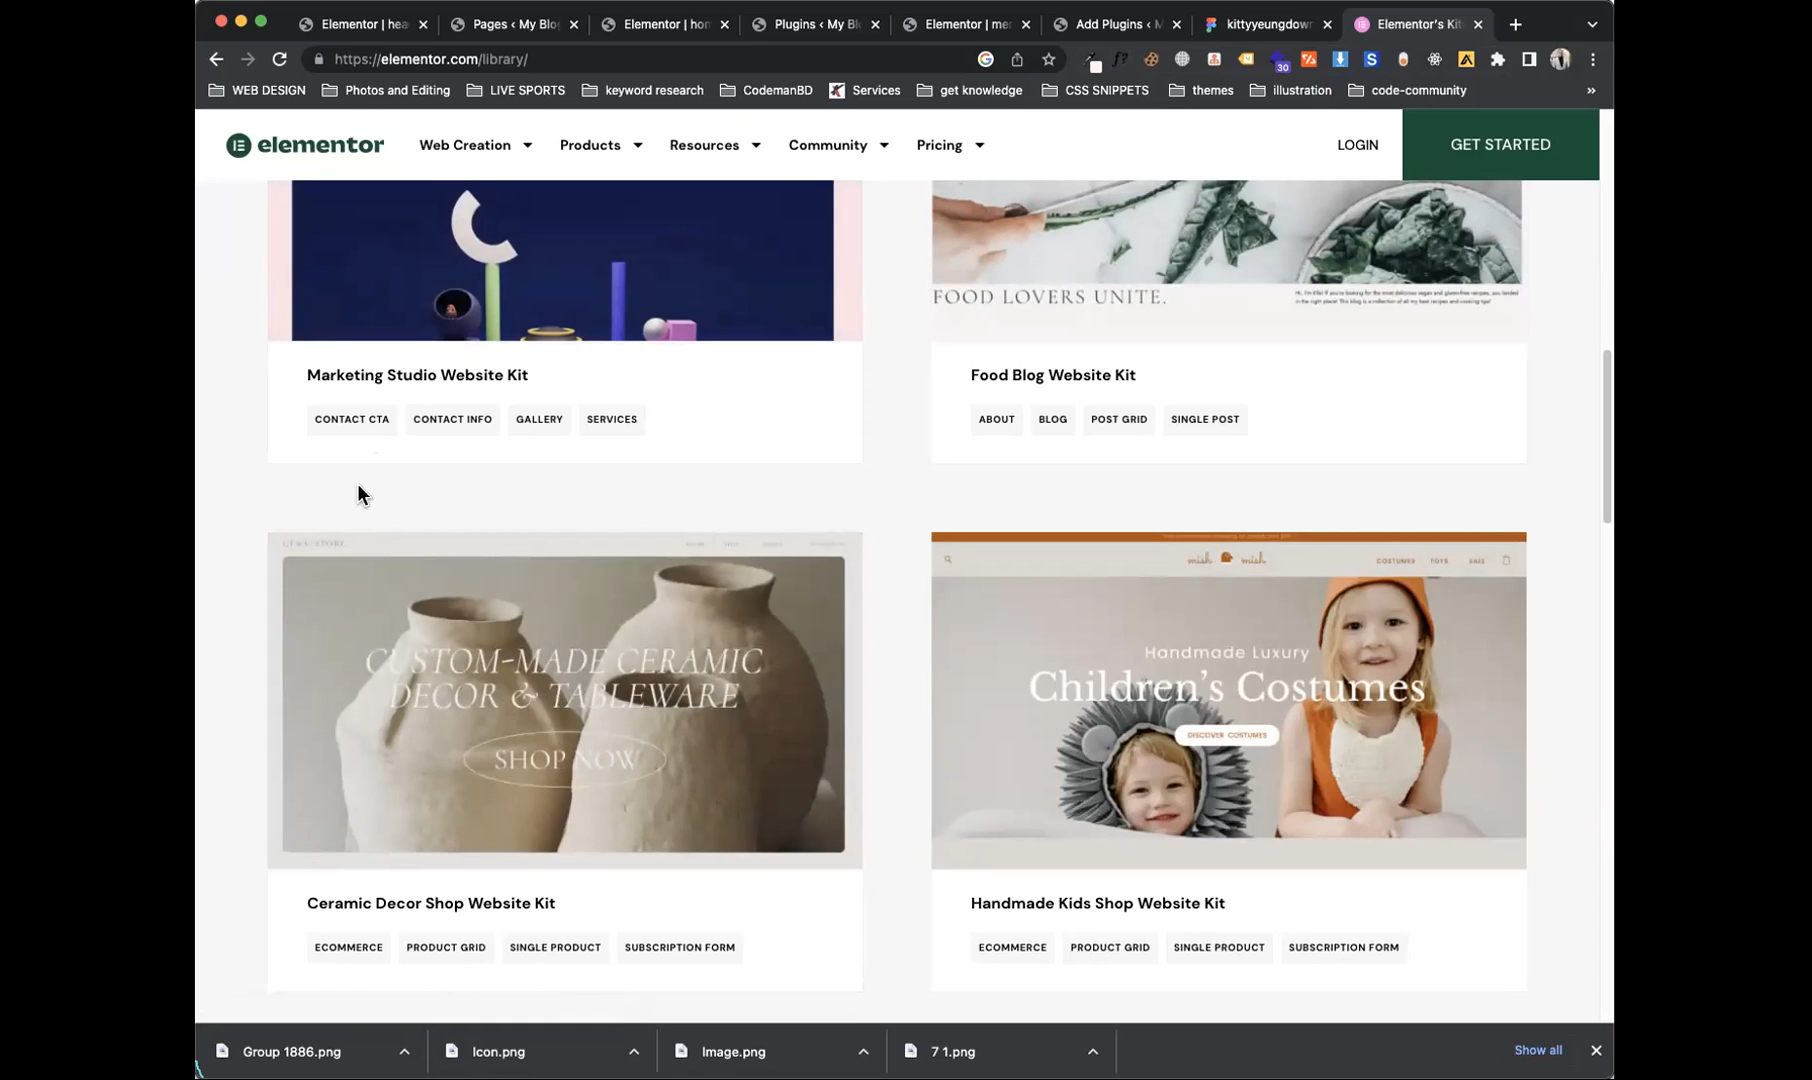 Elementor | hea
Pages ‹ My Blo
Elementor | hom
Plugins ‹ My Bl
Elementor | mer
Add Plugins ‹ M
kittyyeungdow
Elementor's Kit
https://elementor.com/library/
30
WEB DESIGN
Photos and Editing
LIVE SPORTS
keyword research
CodemanBD
Services
get knowledge
CSS SNIPPETS
themes
illustration
code-community
»
elementor
Web Creation
Products
Resources
Community
Pricing
LOGIN
GET STARTED
FOOD LOVERS UNITE.
Marketing Studio Website Kit
Food Blog Website Kit
CONTACT CTA
CONTACT INFO
GALLERY
SERVICES
ABOUT
BLOG
POST GRID
SINGLE POST
mish mish
COSTUMES
TOYS
SALE
CUSTOM-MADE CERAMIC
DECOR & TABLEWARE
SHOP NOW
Handmade Luxury
Children's Costumes
DISCOVER COSTUMES
Ceramic Decor Shop Website Kit
Handmade Kids Shop Website Kit
ECOMMERCE
PRODUCT GRID
SINGLE PRODUCT
SUBSCRIPTION FORM
ECOMMERCE
PRODUCT GRID
SINGLE PRODUCT
SUBSCRIPTION FORM
Group 1886.png
Icon.png
Image.png
7 1.png
Show all